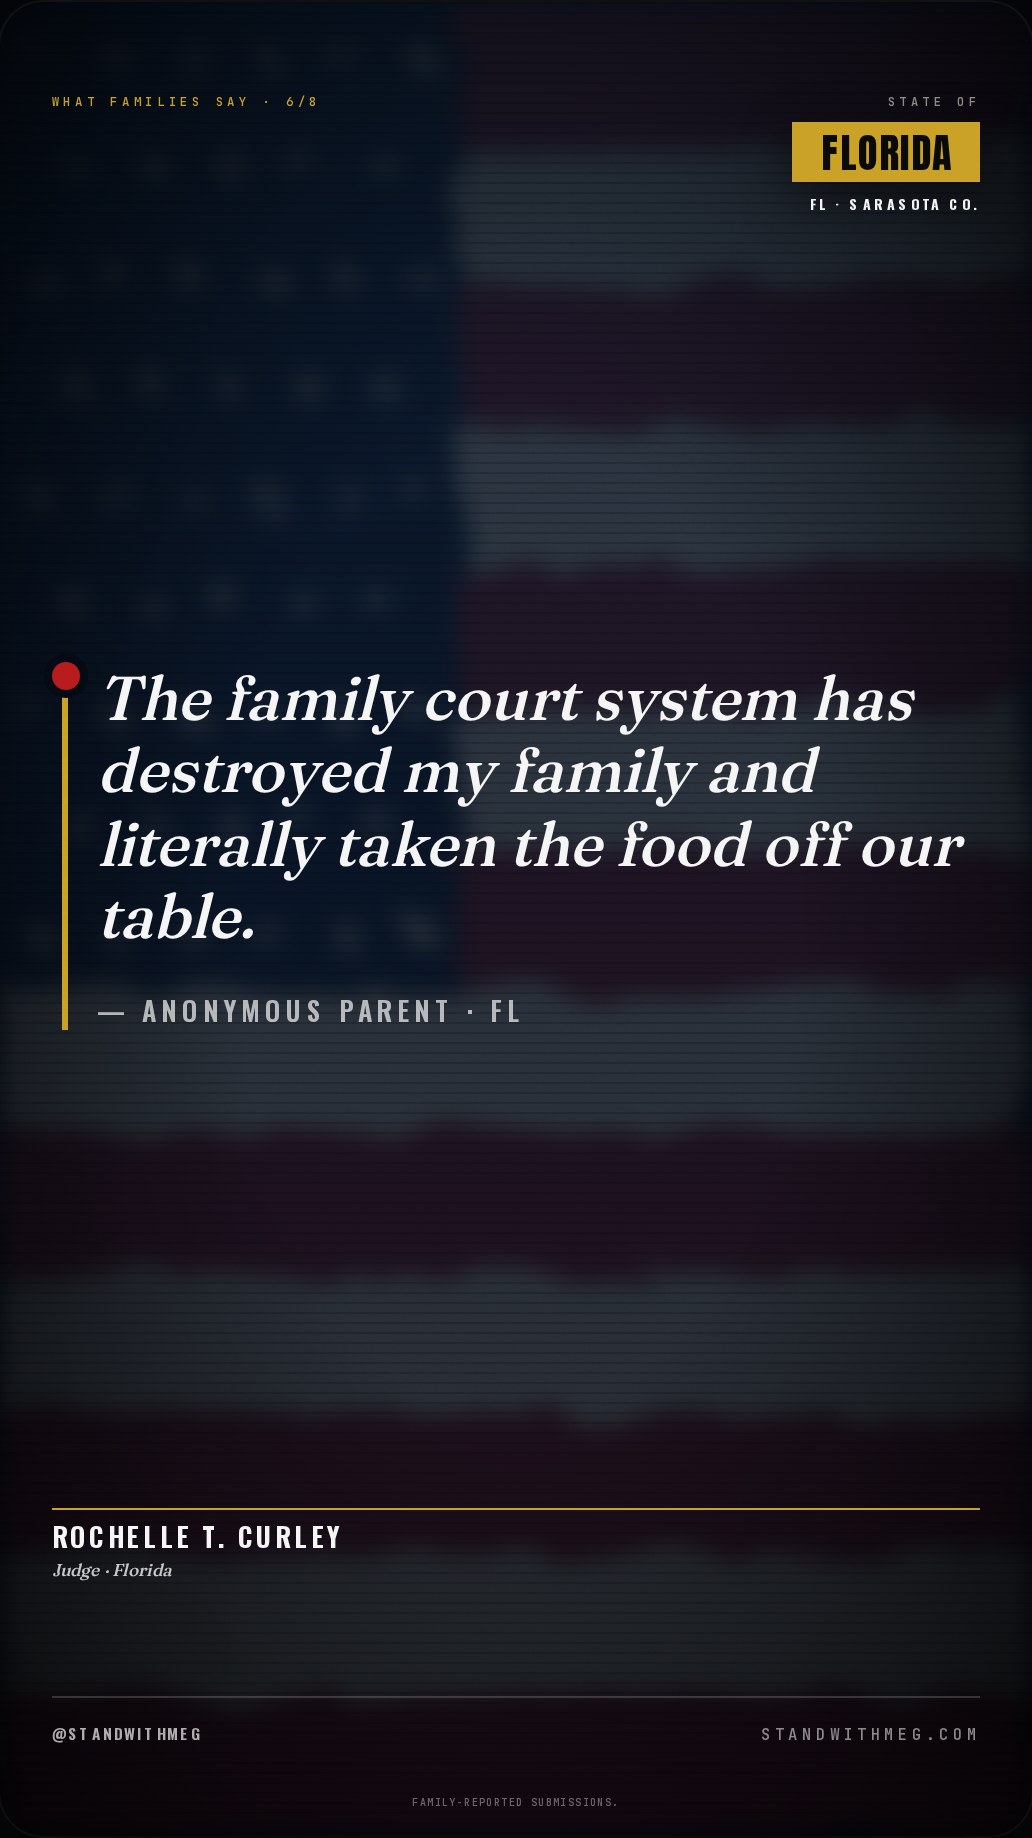 WHAT FAMILIES SAY · 6/8
STATE OF
FLORIDA
FL · SARASOTA CO.
The family court system has
destroyed my family and
literally taken the food off our
table.
— ANONYMOUS PARENT · FL
ROCHELLE T. CURLEY
Judge · Florida
@STANDWITHMEG
STANDWITHMEG.COM
FAMILY-REPORTED SUBMISSIONS.